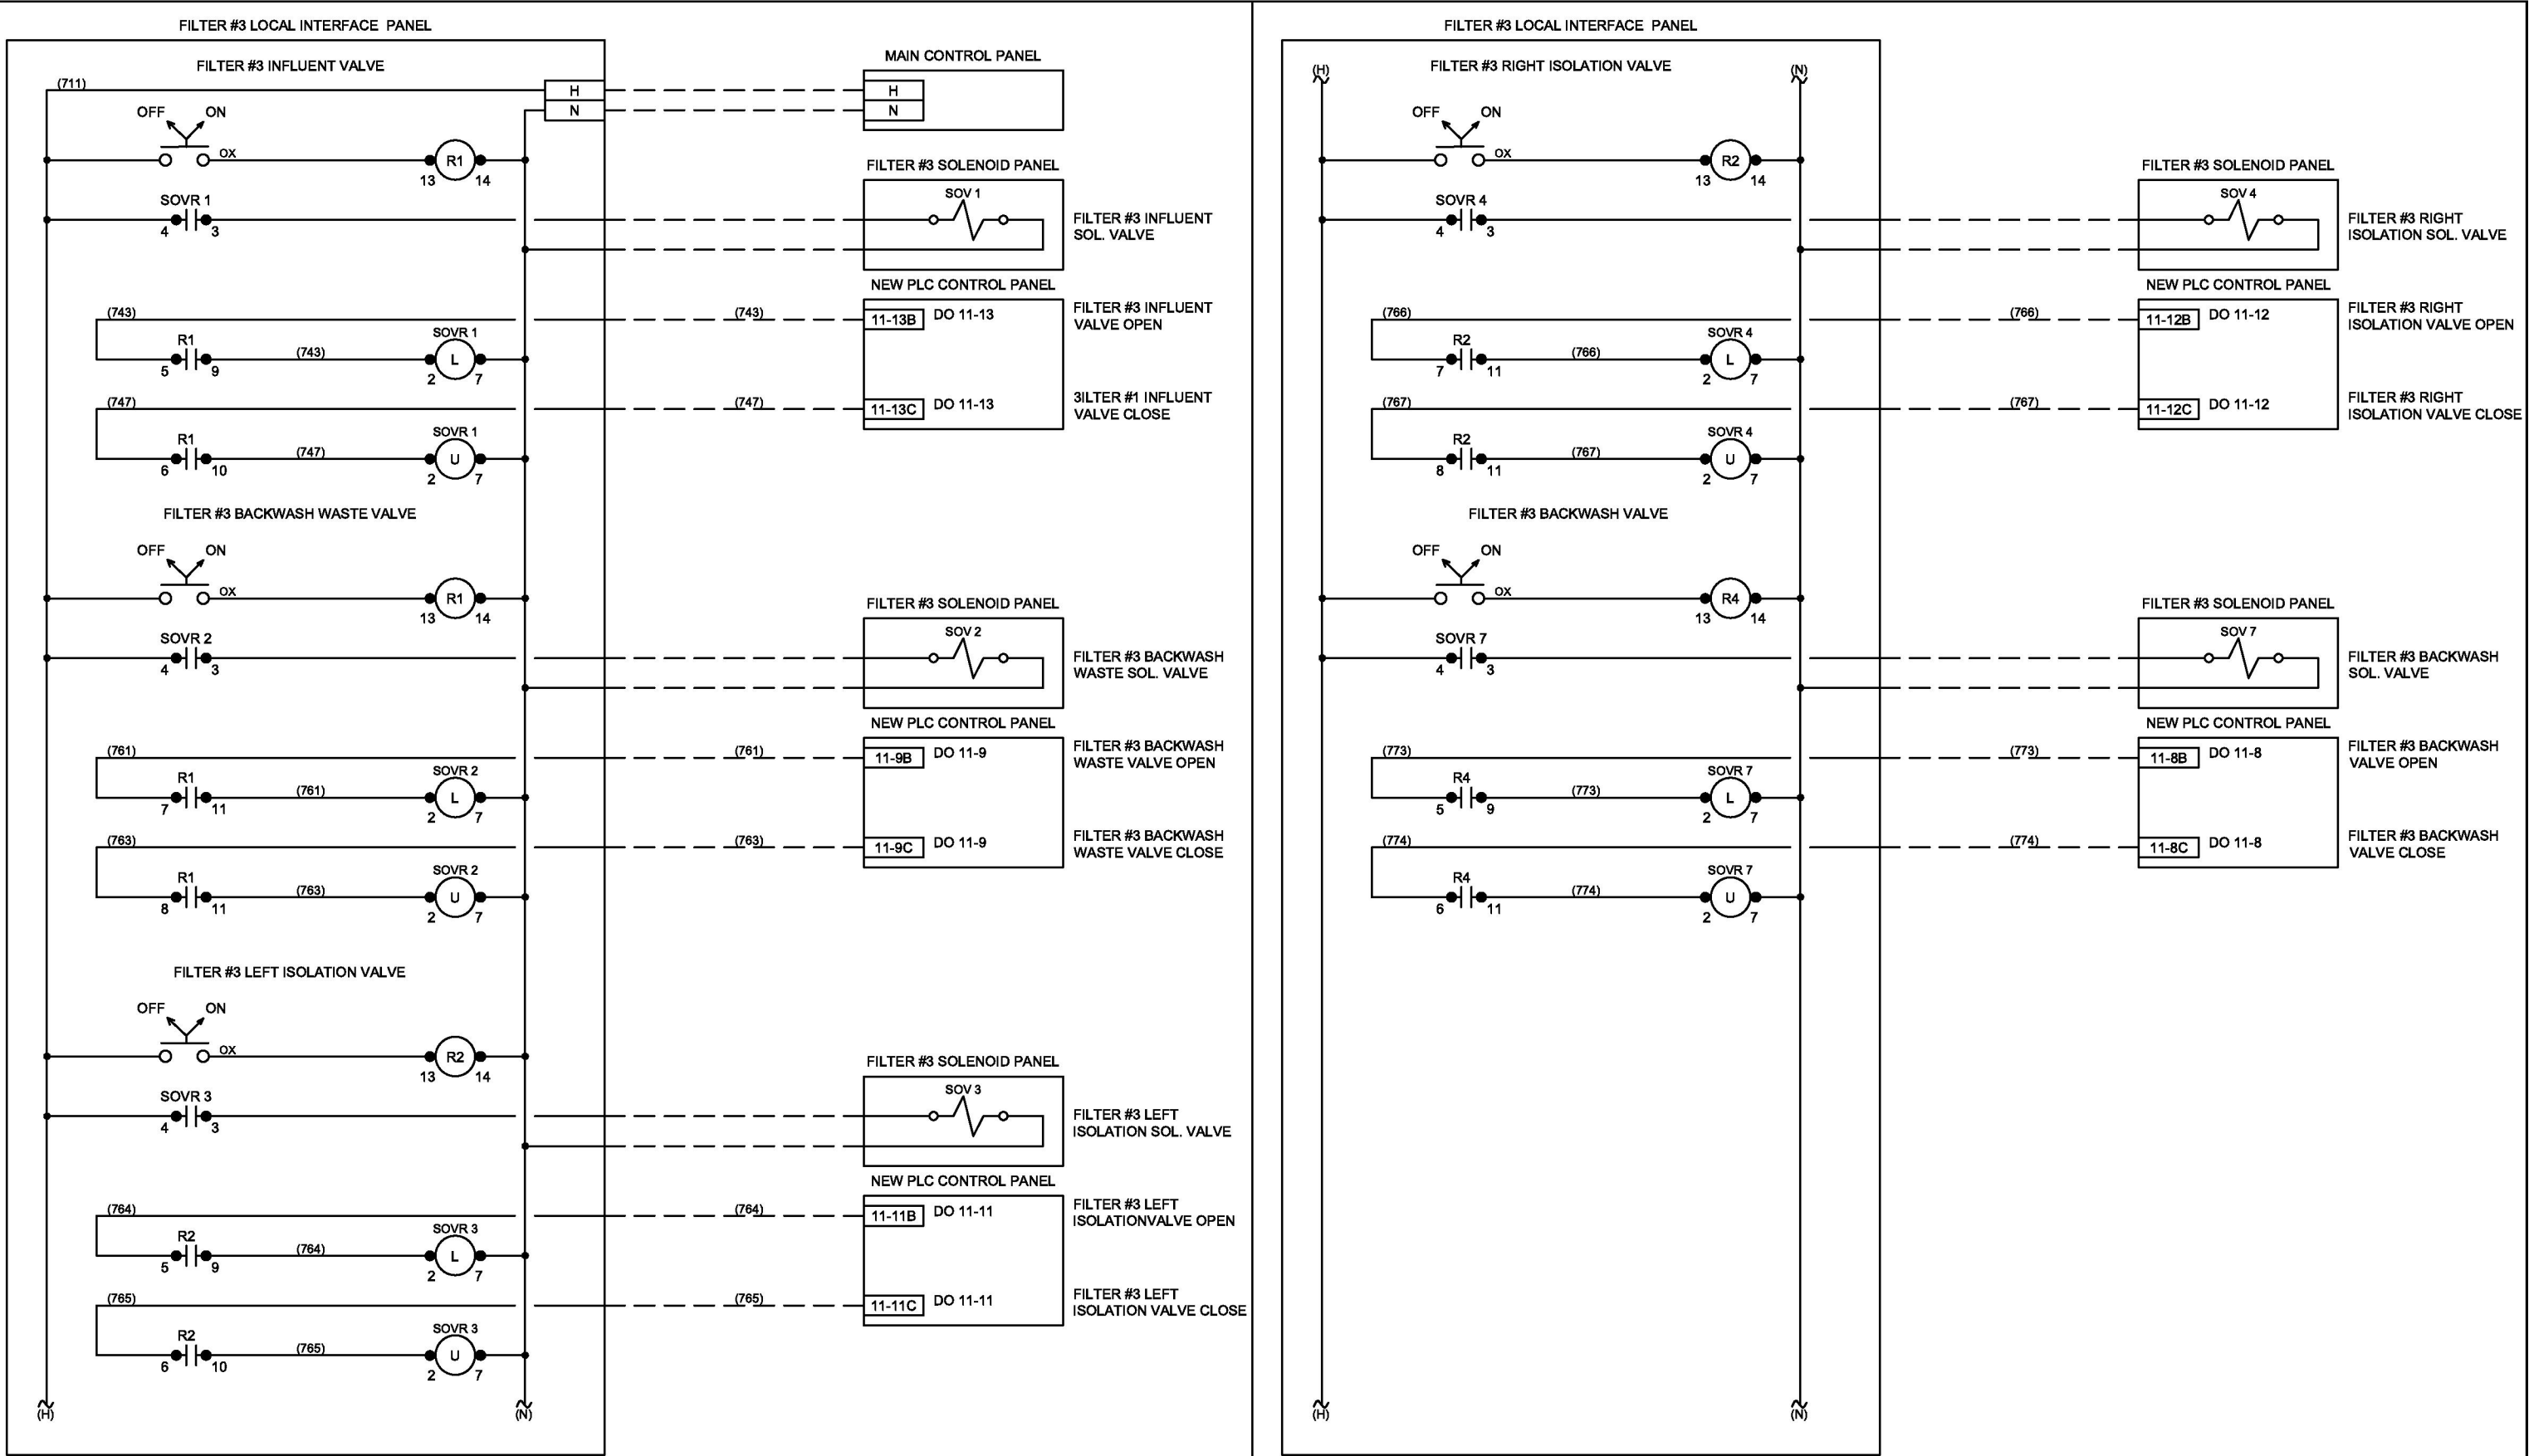 FILTER #3 LOCAL INTERFACE PANEL
FILTER #3 INFLUENT VALVE
(711)
H
N
MAIN CONTROL PANEL
H
N
OFF ON
OX
R1
13 14
FILTER #3 SOLENOID PANEL
SOVR 1
4 3
SOV 1
FILTER #3 INFLUENT
SOL. VALVE
NEW PLC CONTROL PANEL
(743) (743)
11-13B DO 11-13
FILTER #3 INFLUENT
VALVE OPEN
R1
5 9
(743)
SOVR 1
L
2 7
(747) (747)
11-13C DO 11-13
3ILTER #1 INFLUENT
VALVE CLOSE
R1
6 10
(747)
SOVR 1
U
2 7
FILTER #3 BACKWASH WASTE VALVE
OFF ON
OX
R1
13 14
FILTER #3 SOLENOID PANEL
SOVR 2
4 3
SOV 2
FILTER #3 BACKWASH
WASTE SOL. VALVE
NEW PLC CONTROL PANEL
(761) (761)
11-9B DO 11-9
FILTER #3 BACKWASH
WASTE VALVE OPEN
R1
7 11
(761)
SOVR 2
L
2 7
(763) (763)
11-9C DO 11-9
FILTER #3 BACKWASH
WASTE VALVE CLOSE
R1
8 11
(763)
SOVR 2
U
2 7
FILTER #3 LEFT ISOLATION VALVE
OFF ON
OX
R2
13 14
FILTER #3 SOLENOID PANEL
SOVR 3
4 3
SOV 3
FILTER #3 LEFT
ISOLATION SOL. VALVE
NEW PLC CONTROL PANEL
(764) (764)
11-11B DO 11-11
FILTER #3 LEFT
ISOLATIONVALVE OPEN
R2
5 9
(764)
SOVR 3
L
2 7
(765) (765)
11-11C DO 11-11
FILTER #3 LEFT
ISOLATION VALVE CLOSE
R2
6 10
(765)
SOVR 3
U
2 7
(H) (N)
FILTER #3 LOCAL INTERFACE PANEL
(H) (N)
FILTER #3 RIGHT ISOLATION VALVE
OFF ON
OX
R2
13 14
FILTER #3 SOLENOID PANEL
SOVR 4
4 3
SOV 4
FILTER #3 RIGHT
ISOLATION SOL. VALVE
NEW PLC CONTROL PANEL
(766) (766)
11-12B DO 11-12
FILTER #3 RIGHT
ISOLATION VALVE OPEN
R2
7 11
(766)
SOVR 4
L
2 7
(767) (767)
11-12C DO 11-12
FILTER #3 RIGHT
ISOLATION VALVE CLOSE
R2
8 11
(767)
SOVR 4
U
2 7
FILTER #3 BACKWASH VALVE
OFF ON
OX
R4
13 14
FILTER #3 SOLENOID PANEL
SOVR 7
4 3
SOV 7
FILTER #3 BACKWASH
SOL. VALVE
NEW PLC CONTROL PANEL
(773) (773)
11-8B DO 11-8
FILTER #3 BACKWASH
VALVE OPEN
R4
5 9
(773)
SOVR 7
L
2 7
(774) (774)
11-8C DO 11-8
FILTER #3 BACKWASH
VALVE CLOSE
R4
6 11
(774)
SOVR 7
U
2 7
(H) (N)